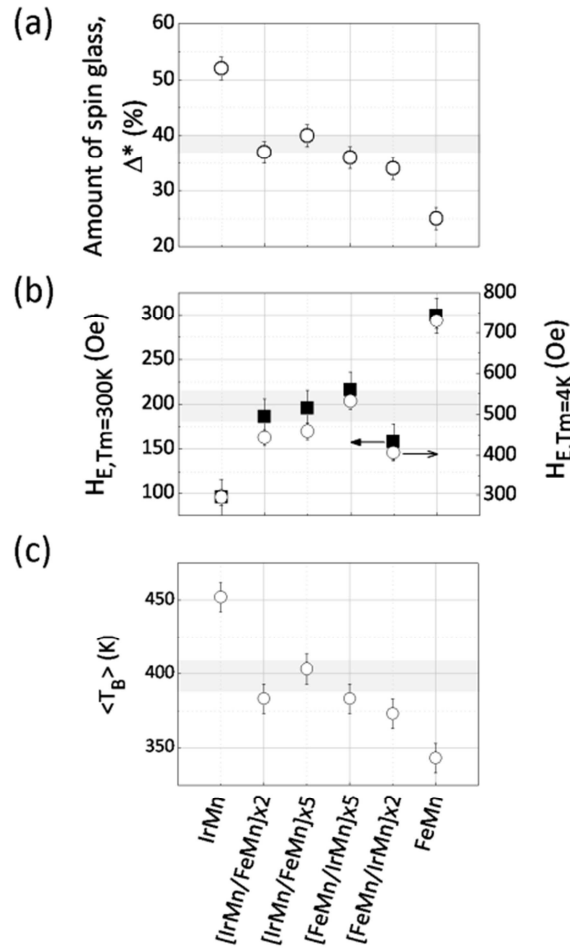 (a)
Amount of spin glass,
Δ* (%)
60
50
40
30
20
(b)
H_E,Tm=300K (Oe)
300
250
200
150
100
800
700
600
500
400
300
H_E,Tm=4K (Oe)
(c)
<T_B> (K)
450
400
350
IrMn
[IrMn/FeMn]x2
[IrMn/FeMn]x5
[FeMn/IrMn]x5
[FeMn/IrMn]x2
FeMn